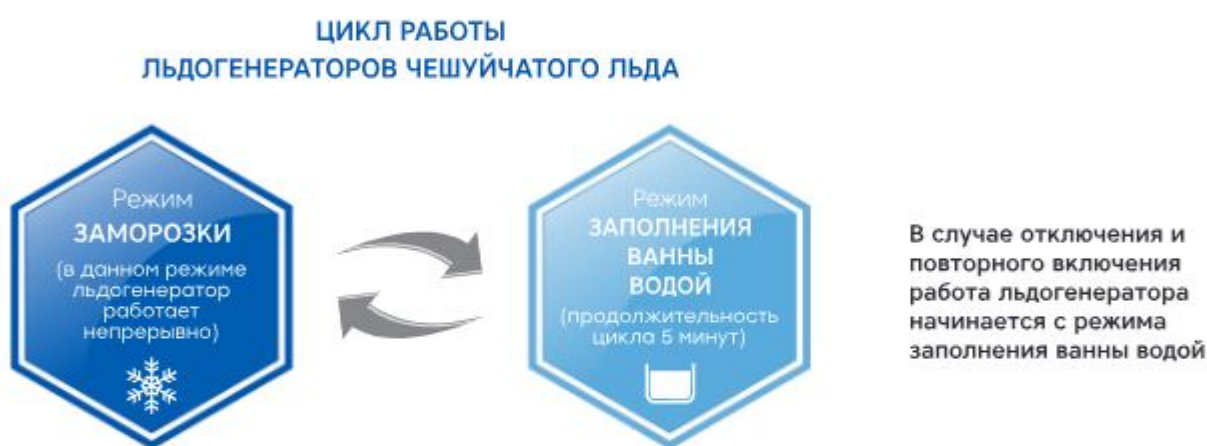 ЦИКЛ РАБОТЫ
ЛЬДОГЕНЕРАТОРОВ ЧЕШУЙЧАТОГО ЛЬДА
Режим
ЗАМОРОЗКИ
(в данном режиме
льдогенератор
работает
непрерывно)
Режим
ЗАПОЛНЕНИЯ
ВАННЫ
ВОДОЙ
(продолжительность
цикла 5 минут)
В случае отключения и
повторного включения
работа льдогенератора
начинается с режима
заполнения ванны водой